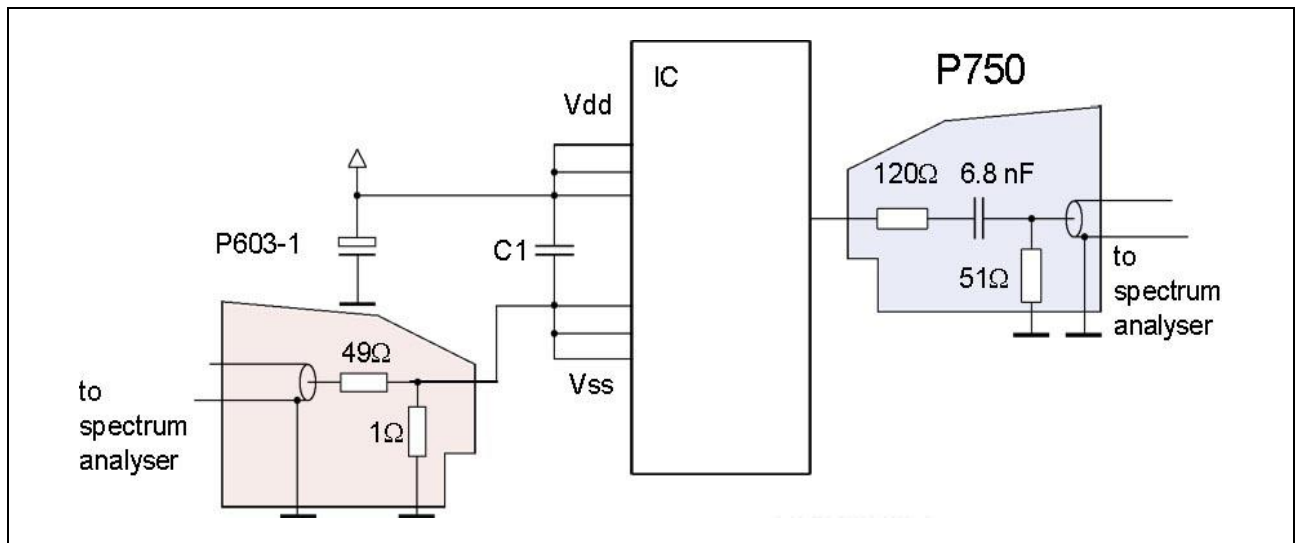 P750
IC
Vdd
120Ω
6.8 nF
P603-1
C1
51Ω
to
spectrum
analyser
49Ω
Vss
to
spectrum
analyser
1Ω